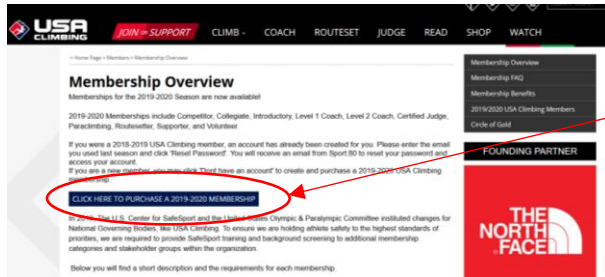 USA
CLIMBING
JOIN or SUPPORT CLIMB - COACH ROUTESET JUDGE READ SHOP WATCH
> Home Page > Members > Membership Overview
Membership Overview
Memberships for the 2019-2020 Season are now available!
2019-2020 Memberships include Competitor, Collegiate, Introductory, Level 1 Coach, Level 2 Coach, Certified Judge,
Paraclimbing, Routesetter, Supporter, and Volunteer.
If you were a 2018-2019 USA Climbing member, an account has already been created for you. Please enter the email
you used last season and click 'Reset Password'. You will receive an email from Sport:80 to reset your password and
access your account.
If you are a new member, you may click 'Don't have an account' to create and purchase a 2019-2020 USA Climbing
membership.
CLICK HERE TO PURCHASE A 2019-2020 MEMBERSHIP
In 2019, The U.S. Center for SafeSport and the United States Olympic & Paralympic Committee instituted changes for
National Governing Bodies, like USA Climbing. To ensure we are holding athlete safety to the highest standards of
priorities, we are required to provide SafeSport training and background screening to additional membership
categories and stakeholder groups within the organization.
Below you will find a short description and the requirements for each membership.
Membership Overview
Membership FAQ
Membership Benefits
2019/2020 USA Climbing Members
Circle of Gold
FOUNDING PARTNER
THE
NORTH
FACE